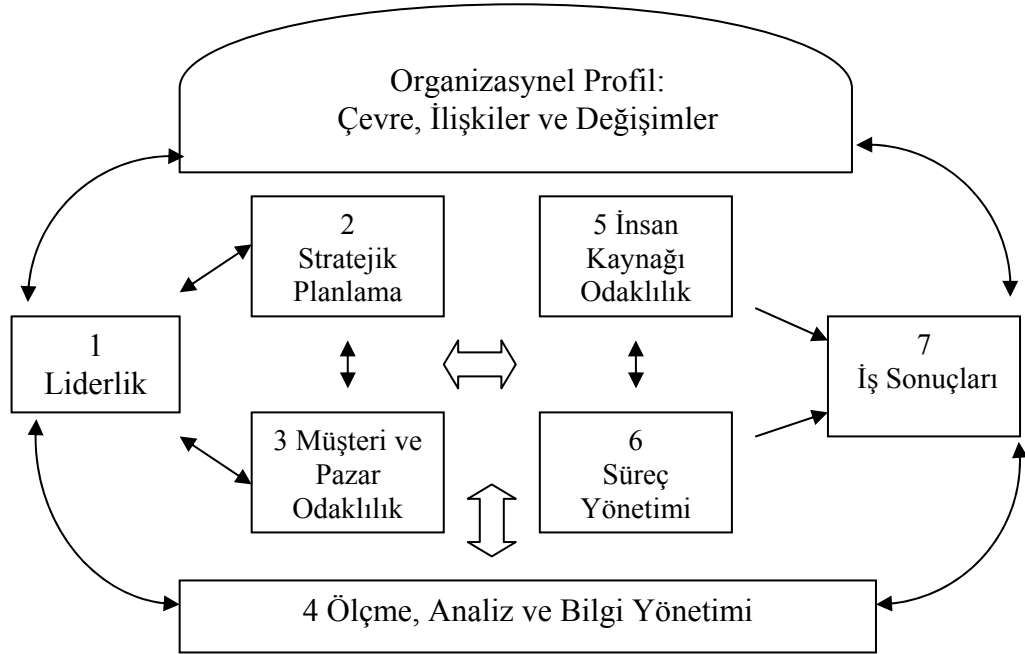 Organizasynel Profil:
Çevre, İlişkiler ve Değişimler
2
Stratejik
Planlama
5 İnsan
Kaynağı
Odaklılık
1
Liderlik
7
İş Sonuçları
3 Müşteri ve
Pazar
Odaklılık
6
Süreç
Yönetimi
4 Ölçme, Analiz ve Bilgi Yönetimi